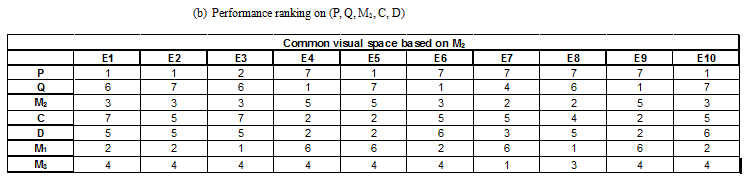 (b) Performance ranking on (P, Q, M₂, C, D)
Common visual space based on M₂
E1 E2 E3 E4 E5 E6 E7 E8 E9 E10
P 1 1 2 7 1 7 7 7 7 1
Q 6 7 6 1 7 1 4 6 1 7
M₂ 3 3 3 5 5 3 2 2 5 3
C 7 5 7 2 2 5 5 4 2 5
D 5 5 5 2 2 6 3 5 2 6
M₁ 2 2 1 6 6 2 6 1 6 2
M₃ 4 4 4 4 4 4 1 3 4 4